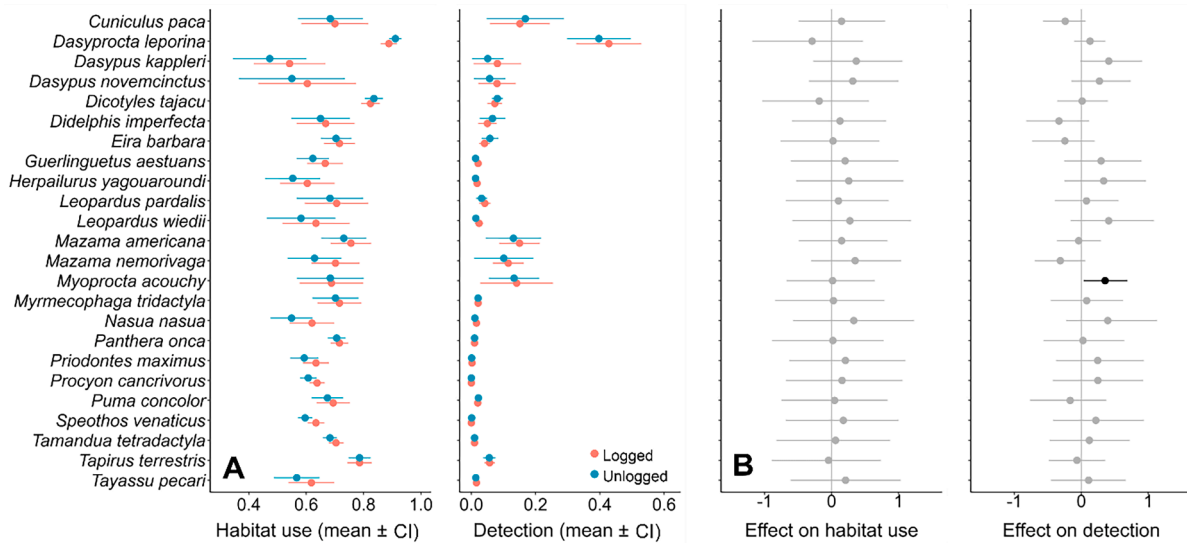 Cuniculus paca
Dasyprocta leporina
Dasypus kappleri
Dasypus novemcinctus
Dicotyles tajacu
Didelphis imperfecta
Eira barbara
Guerlinguetus aestuans
Herpailurus yagouaroundi
Leopardus pardalis
Leopardus wiedii
Mazama americana
Mazama nemorivaga
Myoprocta acouchy
Myrmecophaga tridactyla
Nasua nasua
Panthera onca
Priodontes maximus
Procyon cancrivorus
Puma concolor
Speothos venaticus
Tamandua tetradactyla
Tapirus terrestris
Tayassu pecari
A
Logged
Unlogged
B
0.4 0.6 0.8 1.0
0.0 0.2 0.4 0.6
-1 0 1
-1 0 1
Habitat use (mean ± CI)
Detection (mean ± CI)
Effect on habitat use
Effect on detection